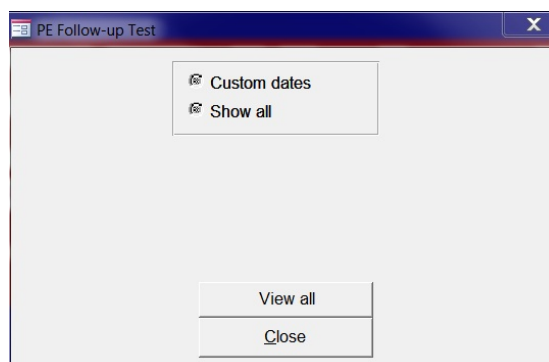 PE Follow-up Test
Custom dates
Show all
View all
Close